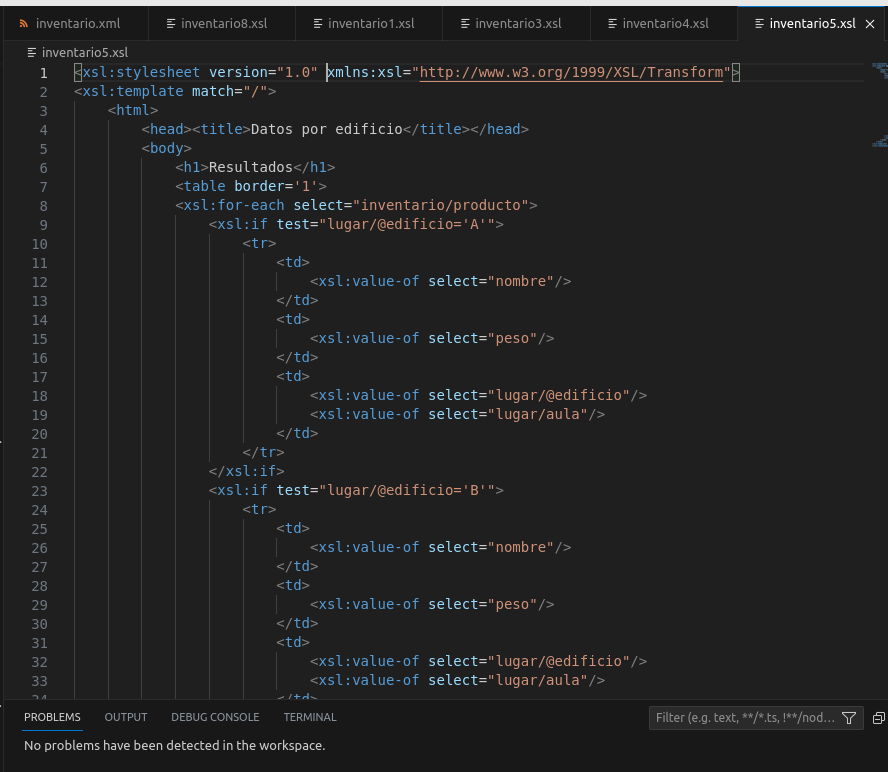 inventario.xml inventario8.xsl inventario1.xsl inventario3.xsl inventario4.xsl inventario5.xsl
inventario5.xsl
1 <xsl:stylesheet version="1.0" xmlns:xsl="http://www.w3.org/1999/XSL/Transform">
2 <xsl:template match="/">
3 <html>
4 <head><title>Datos por edificio</title></head>
5 <body>
6 <h1>Resultados</h1>
7 <table border='1'>
8 <xsl:for-each select="inventario/producto">
9 <xsl:if test="lugar/@edificio='A'">
10 <tr>
11 <td>
12 <xsl:value-of select="nombre"/>
13 </td>
14 <td>
15 <xsl:value-of select="peso"/>
16 </td>
17 <td>
18 <xsl:value-of select="lugar/@edificio"/>
19 <xsl:value-of select="lugar/aula"/>
20 </td>
21 </tr>
22 </xsl:if>
23 <xsl:if test="lugar/@edificio='B'">
24 <tr>
25 <td>
26 <xsl:value-of select="nombre"/>
27 </td>
28 <td>
29 <xsl:value-of select="peso"/>
30 </td>
31 <td>
32 <xsl:value-of select="lugar/@edificio"/>
33 <xsl:value-of select="lugar/aula"/>
34 </td>
PROBLEMS OUTPUT DEBUG CONSOLE TERMINAL Filter (e.g. text, **/*.ts, !**/nod...
No problems have been detected in the workspace.